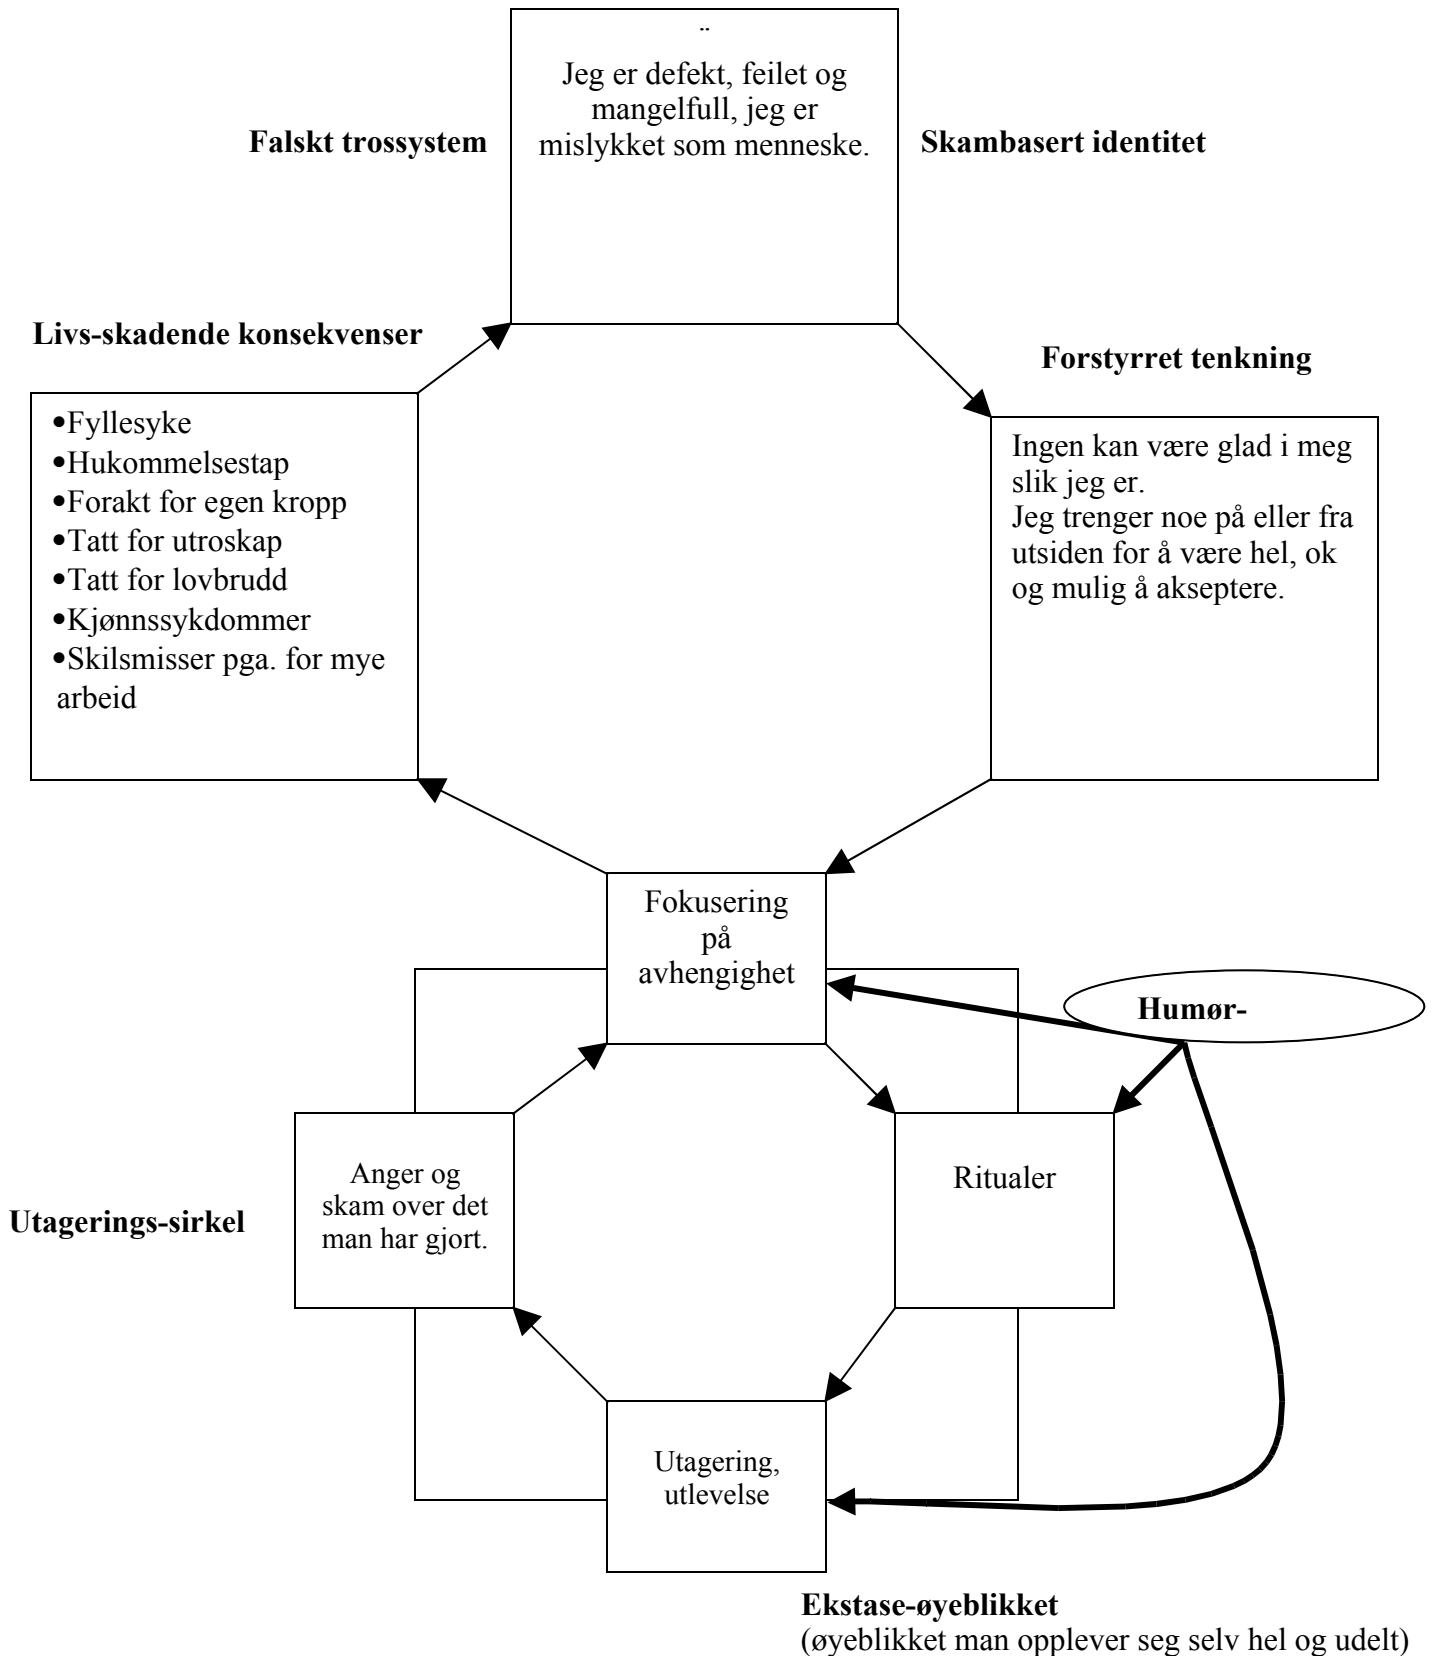 ¨
Jeg er defekt, feilet og
mangelfull, jeg er
mislykket som menneske.
Falskt trossystem
Skambasert identitet
Livs-skadende konsekvenser
Forstyrret tenkning
•Fyllesyke
•Hukommelsestap
•Forakt for egen kropp
•Tatt for utroskap
•Tatt for lovbrudd
•Kjønnssykdommer
•Skilsmisser pga. for mye
arbeid
Ingen kan være glad i meg
slik jeg er.
Jeg trenger noe på eller fra
utsiden for å være hel, ok
og mulig å akseptere.
Fokusering
på
avhengighet
Humør-
Anger og
skam over det
man har gjort.
Ritualer
Utagerings-sirkel
Utagering,
utlevelse
Ekstase-øyeblikket
(øyeblikket man opplever seg selv hel og udelt)